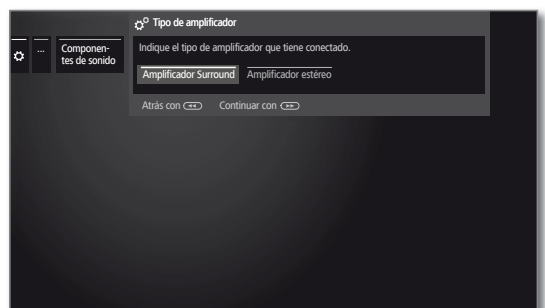 Tipo de amplificador
...
Componen-
tes de sonido
Indique el tipo de amplificador que tiene conectado.
Amplificador Surround Amplificador estéreo
Atrás con Continuar con